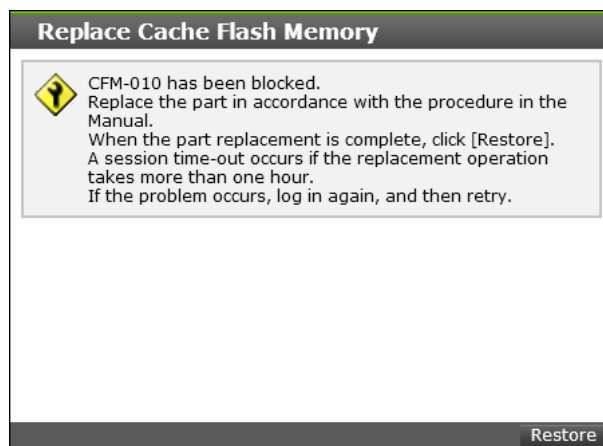 Replace Cache Flash Memory
CFM-010 has been blocked.
Replace the part in accordance with the procedure in the
Manual.
When the part replacement is complete, click [Restore].
A session time-out occurs if the replacement operation
takes more than one hour.
If the problem occurs, log in again, and then retry.
Restore